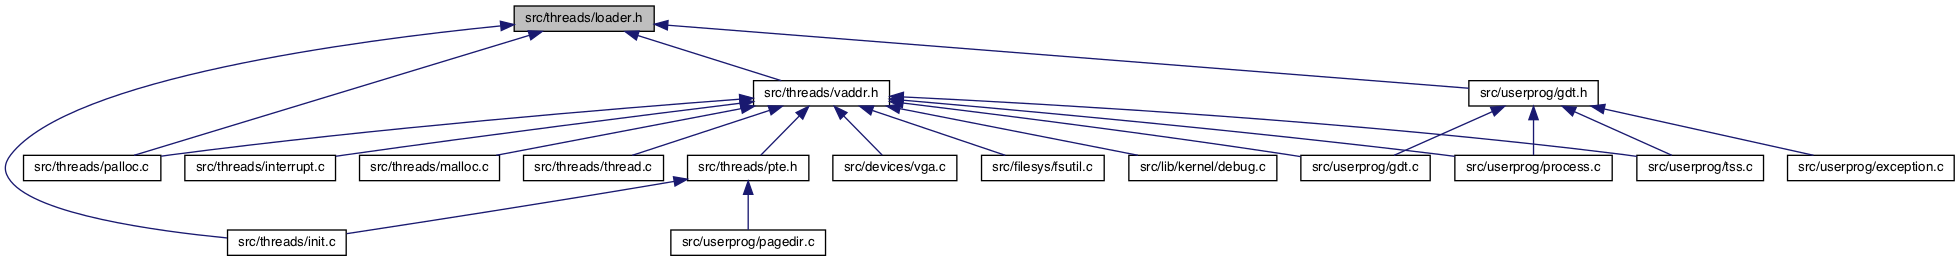 src/threads/loader.h
src/threads/vaddr.h
src/userprog/gdt.h
src/threads/palloc.c
src/threads/interrupt.c
src/threads/malloc.c
src/threads/thread.c
src/threads/pte.h
src/devices/vga.c
src/filesys/fsutil.c
src/lib/kernel/debug.c
src/userprog/gdt.c
src/userprog/process.c
src/userprog/tss.c
src/userprog/exception.c
src/threads/init.c
src/userprog/pagedir.c